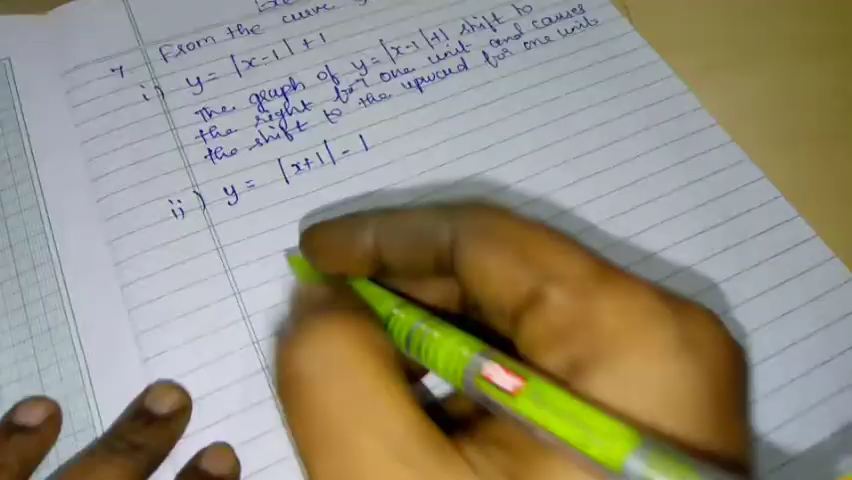 From the curve
7
i) y = |x-1| +1
The graph of y = |x-1|+1 shift to
the right for one unit and causes
the shift to the upward for one unit
ii) y = |x+1| - 1